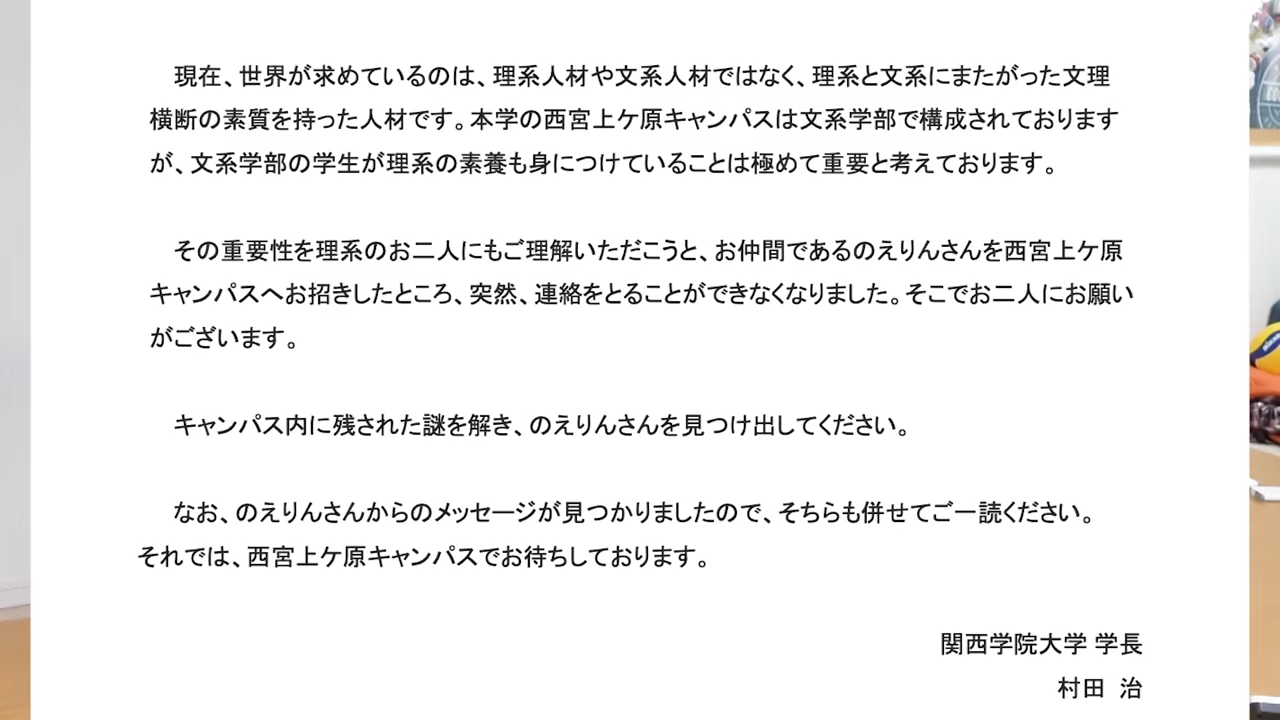 現在、世界が求めているのは、理系人材や文系人材ではなく、理系と文系にまたがった文理
横断の素質を持った人材です。本学の西宮上ケ原キャンパスは文系学部で構成されております
が、文系学部の学生が理系の素養も身につけていることは極めて重要と考えております。
その重要性を理系のお二人にもご理解いただこうと、お仲間であるのえりんさんを西宮上ケ原
キャンパスへお招きしたところ、突然、連絡をとることができなくなりました。そこでお二人にお願い
がございます。
キャンパス内に残された謎を解き、のえりんさんを見つけ出してください。
なお、のえりんさんからのメッセージが見つかりましたので、そちらも併せてご一読ください。
それでは、西宮上ケ原キャンパスでお待ちしております。
関西学院大学 学長
村田 治